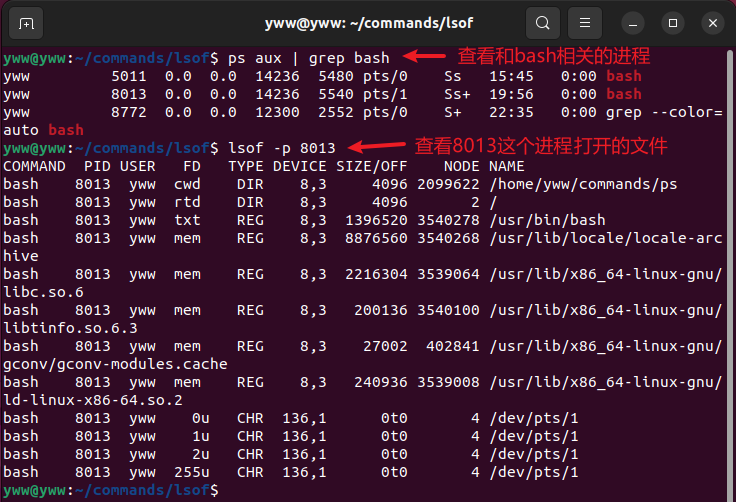 yww@yww: ~/commands/lsof
yww@yww:~/commands/lsof$ ps aux | grep bash 查看和bash相关的进程
yww 5011 0.0 0.0 14236 5480 pts/0 Ss 15:45 0:00 bash
yww 8013 0.0 0.0 14236 5540 pts/1 Ss+ 19:56 0:00 bash
yww 8772 0.0 0.0 12300 2552 pts/0 S+ 22:35 0:00 grep --color=
auto bash
yww@yww:~/commands/lsof$ lsof -p 8013 查看8013这个进程打开的文件
COMMAND PID USER FD TYPE DEVICE SIZE/OFF NODE NAME
bash 8013 yww cwd DIR 8,3 4096 2099622 /home/yww/commands/ps
bash 8013 yww rtd DIR 8,3 4096 2 /
bash 8013 yww txt REG 8,3 1396520 3540278 /usr/bin/bash
bash 8013 yww mem REG 8,3 8876560 3540268 /usr/lib/locale/locale-arc
hive
bash 8013 yww mem REG 8,3 2216304 3539064 /usr/lib/x86_64-linux-gnu/
libc.so.6
bash 8013 yww mem REG 8,3 200136 3540100 /usr/lib/x86_64-linux-gnu/
libtinfo.so.6.3
bash 8013 yww mem REG 8,3 27002 402841 /usr/lib/x86_64-linux-gnu/
gconv/gconv-modules.cache
bash 8013 yww mem REG 8,3 240936 3539008 /usr/lib/x86_64-linux-gnu/
ld-linux-x86-64.so.2
bash 8013 yww 0u CHR 136,1 0t0 4 /dev/pts/1
bash 8013 yww 1u CHR 136,1 0t0 4 /dev/pts/1
bash 8013 yww 2u CHR 136,1 0t0 4 /dev/pts/1
bash 8013 yww 255u CHR 136,1 0t0 4 /dev/pts/1
yww@yww:~/commands/lsof$